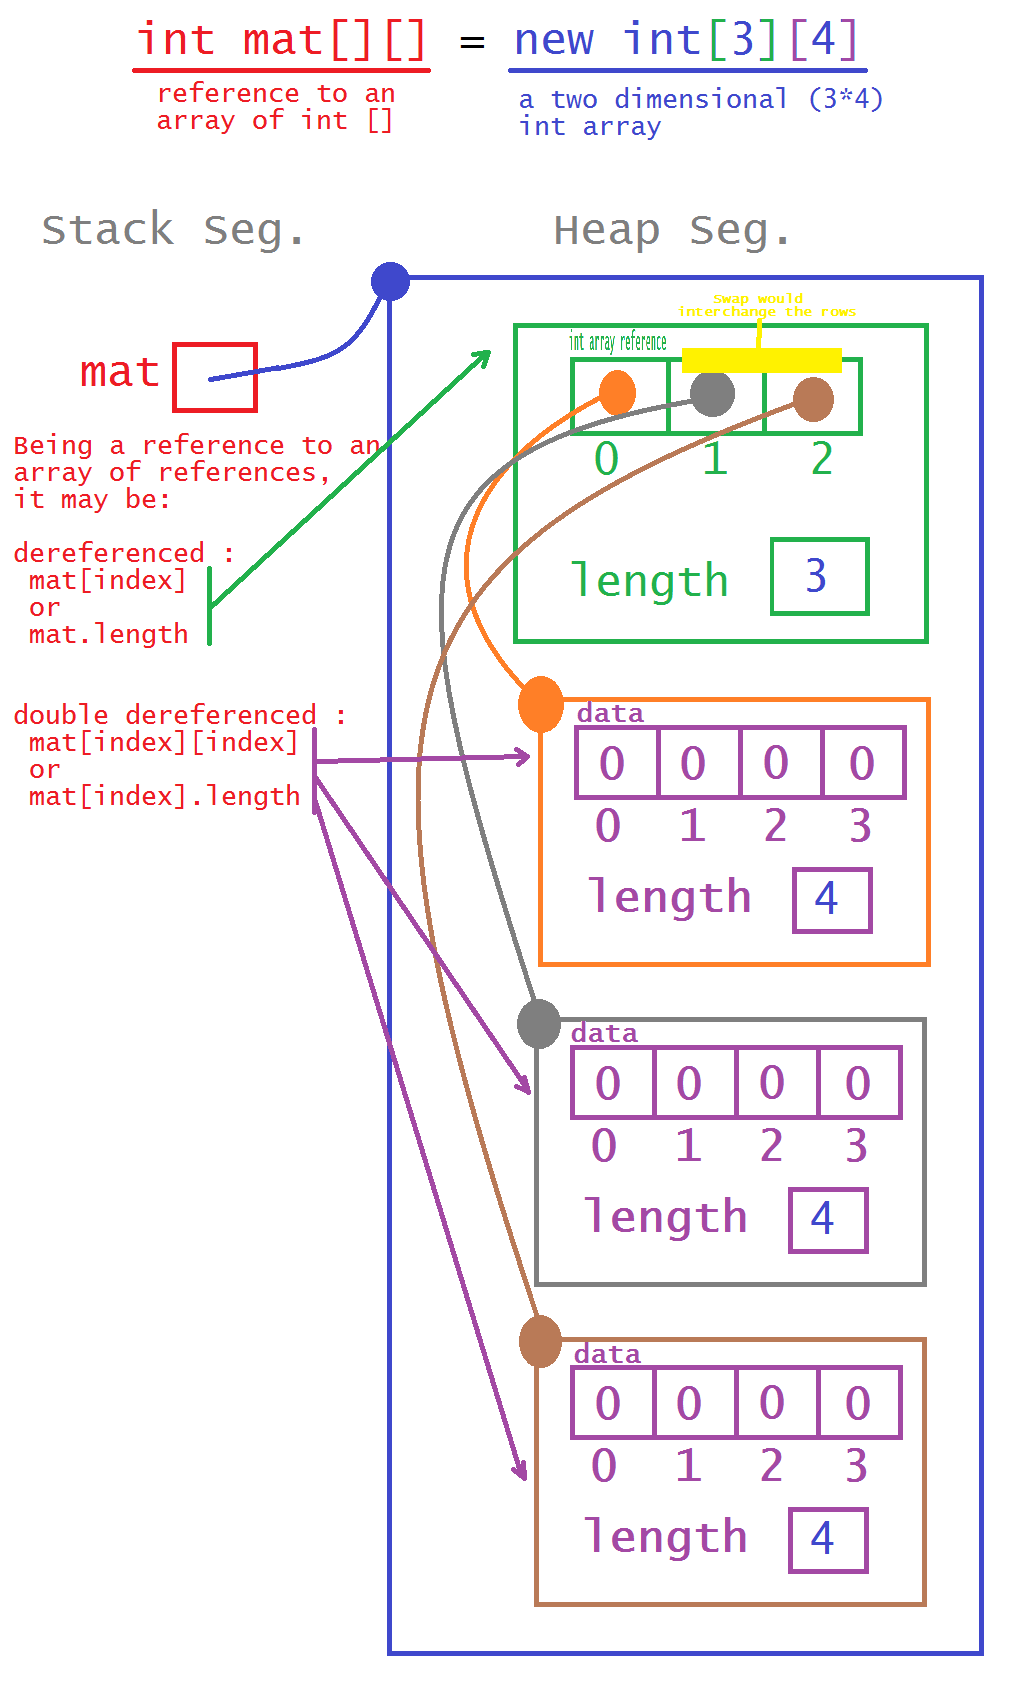 int mat[][] = new int[3][4]
reference to an
array of int []
a two dimensional (3*4)
int array
Stack Seg.
Heap Seg.
mat
Being a reference to an
array of references,
it may be:
dereferenced :
mat[index]
or
mat.length
double dereferenced :
mat[index][index]
or
mat[index].length
Swap would
interchange the rows
int array reference
0 1 2
length 3
data
0 0 0 0
0 1 2 3
length 4
data
0 0 0 0
0 1 2 3
length 4
data
0 0 0 0
0 1 2 3
length 4